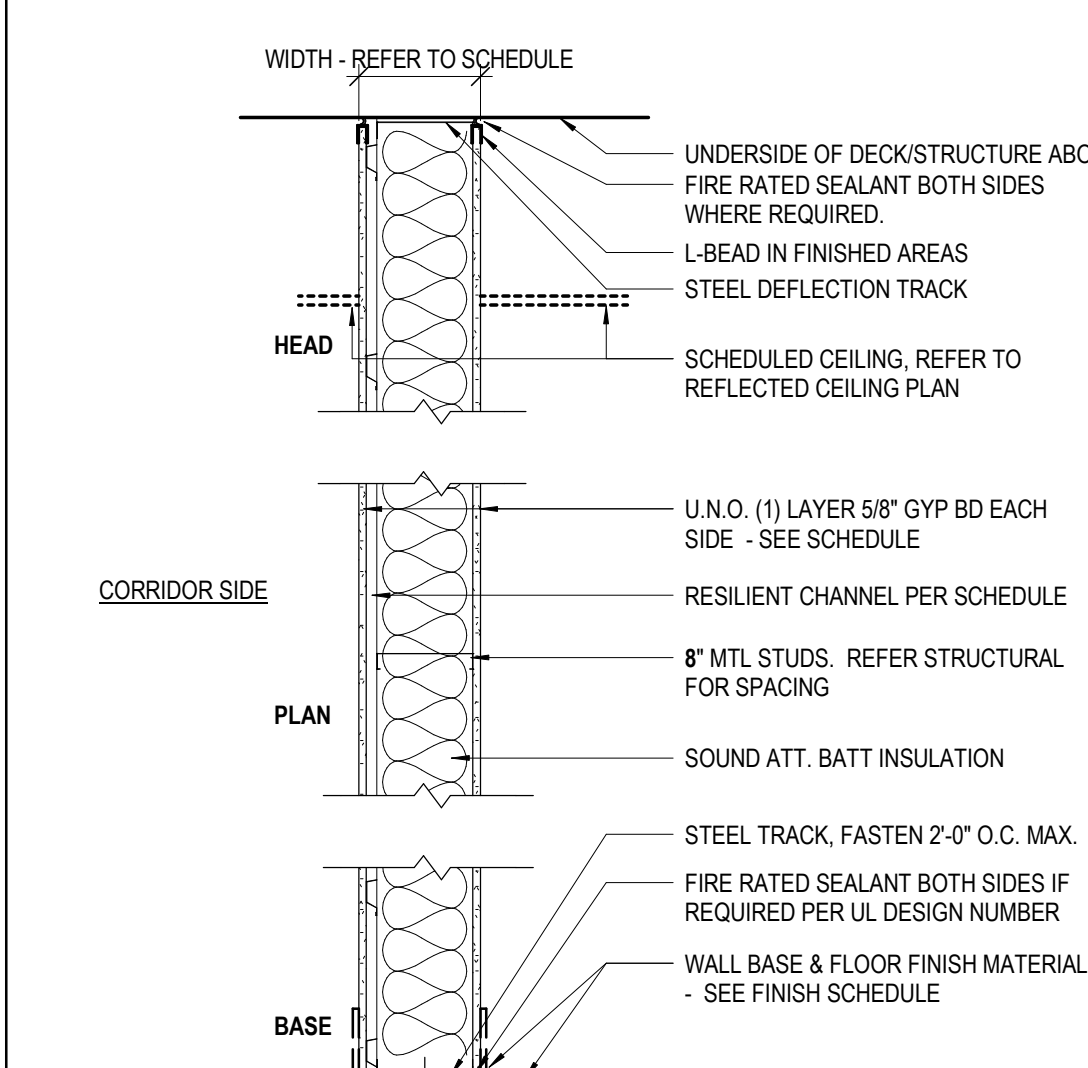 WIDTH - REFER TO SCHEDULE
UNDERSIDE OF DECK/STRUCTURE
FIRE RATED SEALANT BOTH SIDES
WHERE REQUIRED.
L-BEAD IN FINISHED AREAS
STEEL DEFLECTION TRACK
HEAD
SCHEDULED CEILING, REFER TO
REFLECTED CEILING PLAN
U.N.O. (1) LAYER 5/8" GYP BD EACH
SIDE - SEE SCHEDULE
CORRIDOR SIDE
RESILIENT CHANNEL PER SCHEDULE
8" MTL STUDS. REFER STRUCTURAL
FOR SPACING
PLAN
SOUND ATT. BATT INSULATION
STEEL TRACK, FASTEN 2'-0" O.C. MAX.
FIRE RATED SEALANT BOTH SIDES IF
REQUIRED PER UL DESIGN NUMBER
WALL BASE & FLOOR FINISH MATERIAL
- SEE FINISH SCHEDULE
BASE